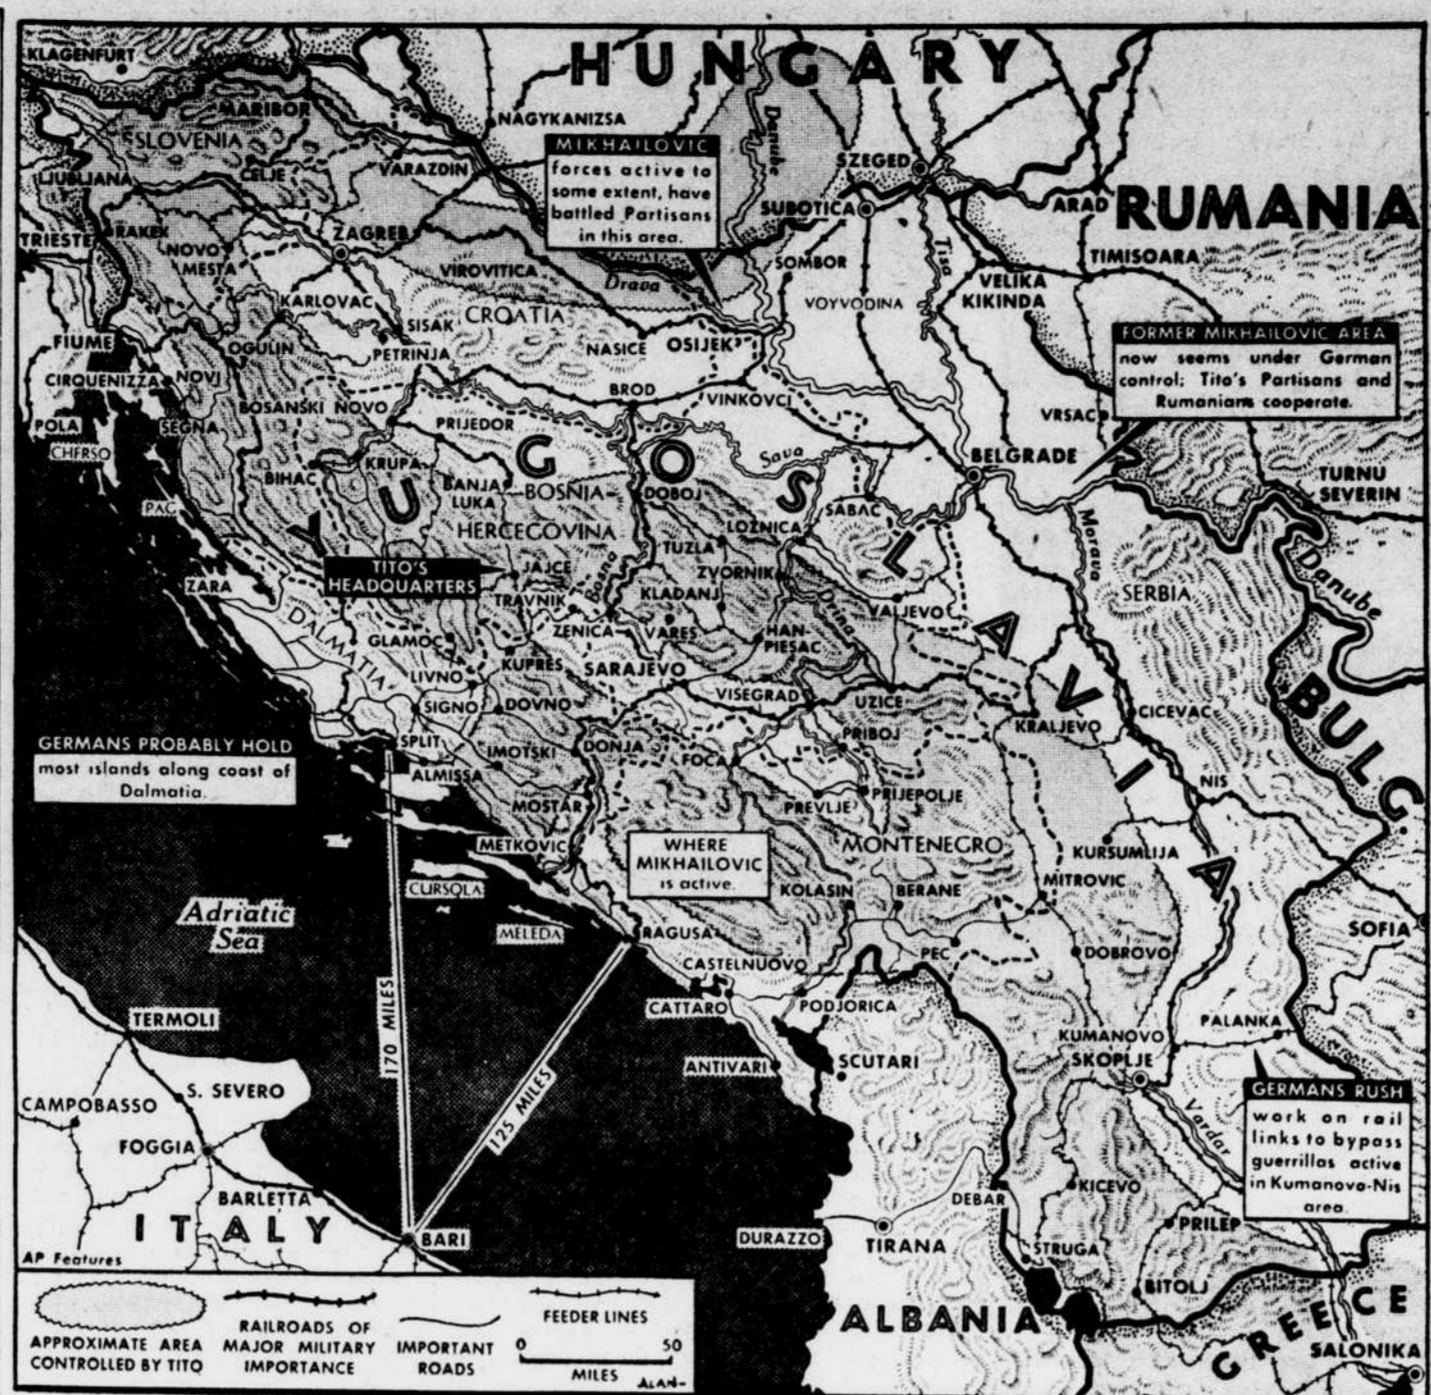 HUNGARY
KLAGENFURT
MARIBOR
NAGYKANIZSA
SLOVENIA
MIKHAILOVIC
forces active to
some extent, have
battled Partisans
in this area.
Danube
SZEGED
CELJE
VARAZDIN
LJUBLJANA
SUBOTICA
ARAD
RUMANIA
TRIESTE
RAKEK
NOVO
MESTA
ZAGREB
VIROVITICA
Drava
SOMBOR
Tisa
TIMISOARA
VELIKA
KIKINDA
VOYVODINA
KARLOVAC
CROATIA
SISAK
FORMER MIKHAILOVIC AREA
now seems under German
control; Tito's Partisans and
Rumanians cooperate.
FIUME
OGULIN
PETRINJA
NASICE
OSIJEK
CIRQUENIZZA
NOVI
BROD
VINKOVCI
BOSANSKI NOVO
VRSAC
POLA
SEGNA
PRIJEDOR
CHERSO
YUGOSLAVIA
Sava
BELGRADE
BIHAC
KRUPA
BANJA
LUKA
BOSNIA-
HERCEGOVINA
DOBOJ
SABAC
TURNU
SEVERIN
PAG
LOZNICA
TUZLA
Morava
TITO'S
HEADQUARTERS
JAJCE
Bosna
ZVORNIK
ZARA
TRAVNIK
KLADANJ
Drina
VALJEVO
SERBIA
Danube
DALMATIA
GLAMOC
ZENICA
VARES
HAN-
PIESAC
KUPRES
SARAJEVO
LIVNO
VISEGRAD
UZICE
BULG.
SIGNO
DOVNO
KRALJEVO
CICEVAC
GERMANS PROBABLY HOLD
most islands along coast of
Dalmatia.
SPLIT
IMOTSKI
DONJA
FOCA
PRIBOJ
ALMISSA
NIS
MOSTAR
PREVLJE
PRIJEPOLJE
METKOVIC
WHERE
MIKHAILOVIC
is active.
MONTENEGRO
KURSUMLIJA
CURSOLA
KOLASIN
BERANE
MITROVIC
Adriatic
Sea
MELEDA
RAGUSA
SOFIA
PEC
DOBROVO
CASTELNUOVO
170 MILES
125 MILES
CATTARO
PODJORICA
TERMOLI
KUMANOVO
PALANKA
SKOPLJE
ANTIVARI
SCUTARI
S. SEVERO
CAMPOBASSO
GERMANS RUSH
work on rail
links to bypass
guerrillas active
in Kumanovo-Nis
area.
Vardar
FOGGIA
BARLETTA
DEBAR
KICEVO
ITALY
BARI
DURAZZO
TIRANA
PRILEP
AP Features
STRUGA
BITOLJ
ALBANIA
GREECE
SALONIKA
APPROXIMATE AREA
CONTROLLED BY TITO
RAILROADS OF
MAJOR MILITARY
IMPORTANCE
IMPORTANT
ROADS
FEEDER LINES
0 50
MILES
ALAN-